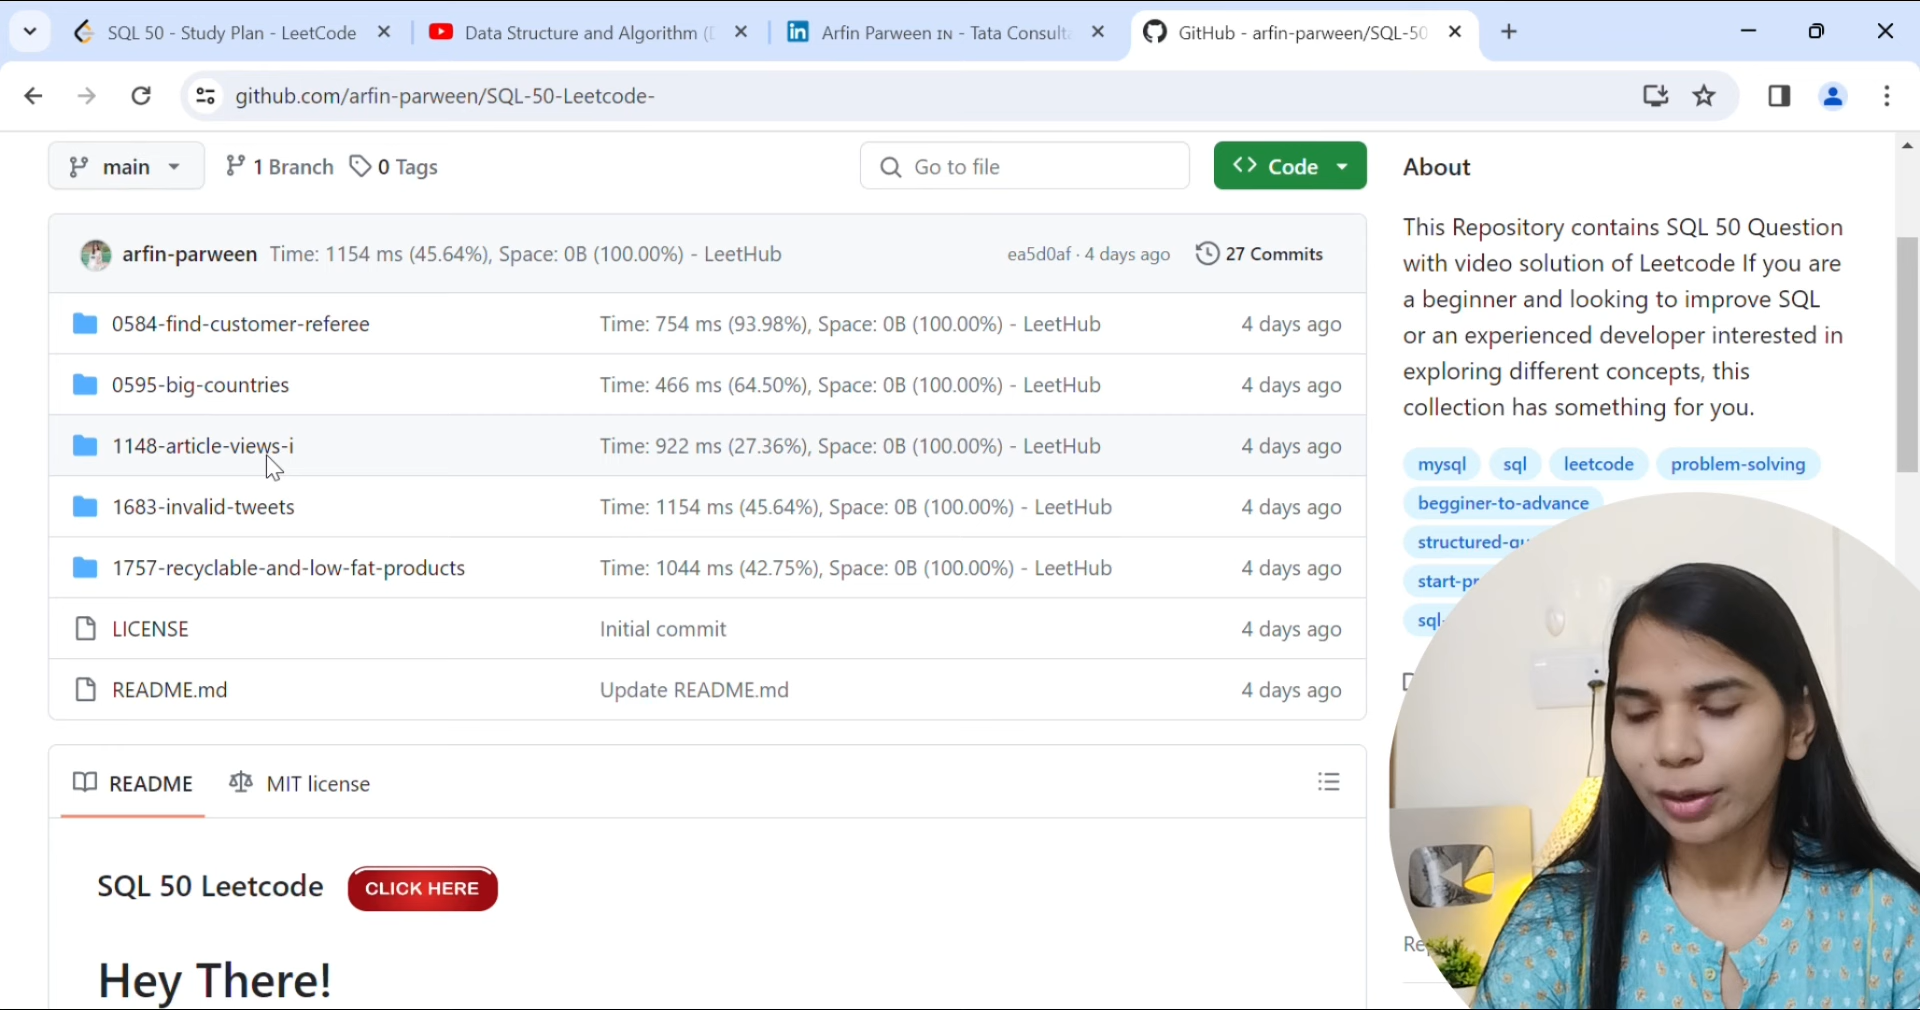 SQL 50 - Study Plan - LeetCode
Data Structure and Algorithm (
Arfin Parween IN - Tata Consult
GitHub - arfin-parween/SQL-50
github.com/arfin-parween/SQL-50-Leetcode-
main
1 Branch
0 Tags
Go to file
Code
arfin-parween Time: 1154 ms (45.64%), Space: 0B (100.00%) - LeetHub
ea5d0af · 4 days ago
27 Commits
0584-find-customer-referee
Time: 754 ms (93.98%), Space: 0B (100.00%) - LeetHub
4 days ago
0595-big-countries
Time: 466 ms (64.50%), Space: 0B (100.00%) - LeetHub
4 days ago
1148-article-views-i
Time: 922 ms (27.36%), Space: 0B (100.00%) - LeetHub
4 days ago
1683-invalid-tweets
Time: 1154 ms (45.64%), Space: 0B (100.00%) - LeetHub
4 days ago
1757-recyclable-and-low-fat-products
Time: 1044 ms (42.75%), Space: 0B (100.00%) - LeetHub
4 days ago
LICENSE
Initial commit
4 days ago
README.md
Update README.md
4 days ago
README
MIT license
SQL 50 Leetcode
CLICK HERE
Hey There!
About
This Repository contains SQL 50 Question
with video solution of Leetcode If you are
a beginner and looking to improve SQL
or an experienced developer interested in
exploring different concepts, this
collection has something for you.
mysql sql leetcode problem-solving
begginer-to-advance
structured-qu
start-pr
sql-